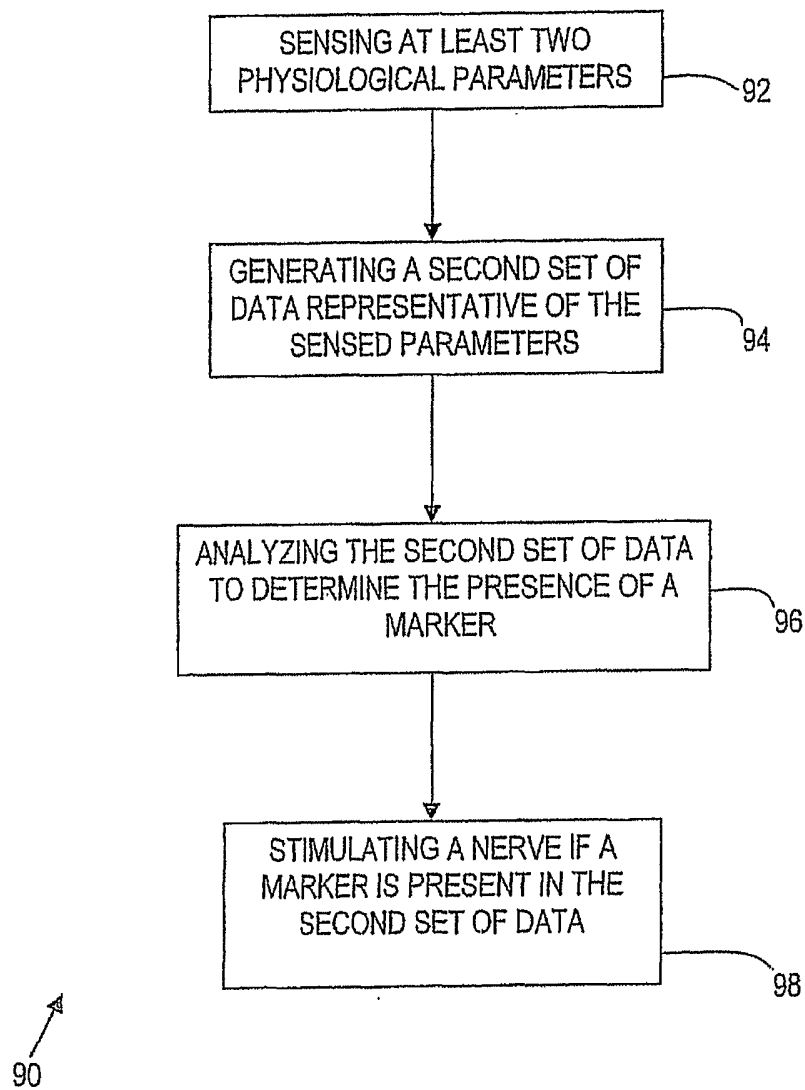 SENSING AT LEAST TWO
PHYSIOLOGICAL PARAMETERS
92
GENERATING A SECOND SET OF
DATA REPRESENTATIVE OF THE
SENSED PARAMETERS
94
ANALYZING THE SECOND SET OF DATA
TO DETERMINE THE PRESENCE OF A
MARKER
96
STIMULATING A NERVE IF A
MARKER IS PRESENT IN THE
SECOND SET OF DATA
98
90